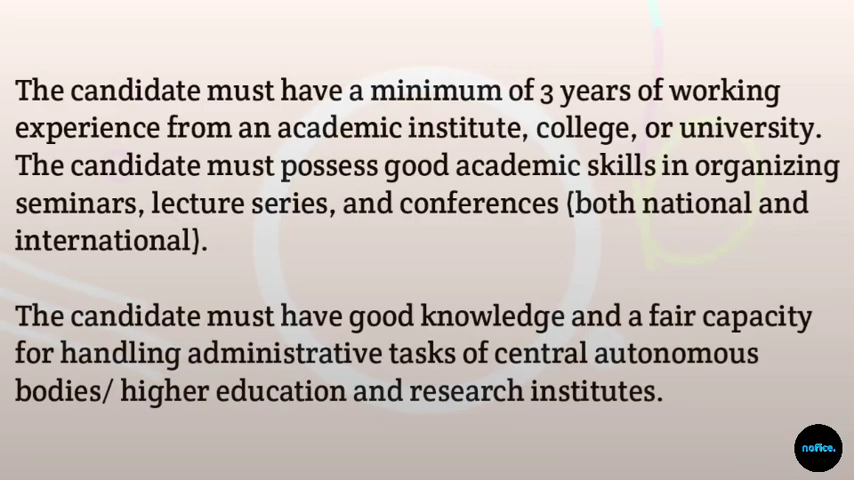 The candidate must have a minimum of 3 years of working
experience from an academic institute, college, or university.
The candidate must possess good academic skills in organizing
seminars, lecture series, and conferences (both national and
international).
The candidate must have good knowledge and a fair capacity
for handling administrative tasks of central autonomous
bodies/ higher education and research institutes.
nofice.